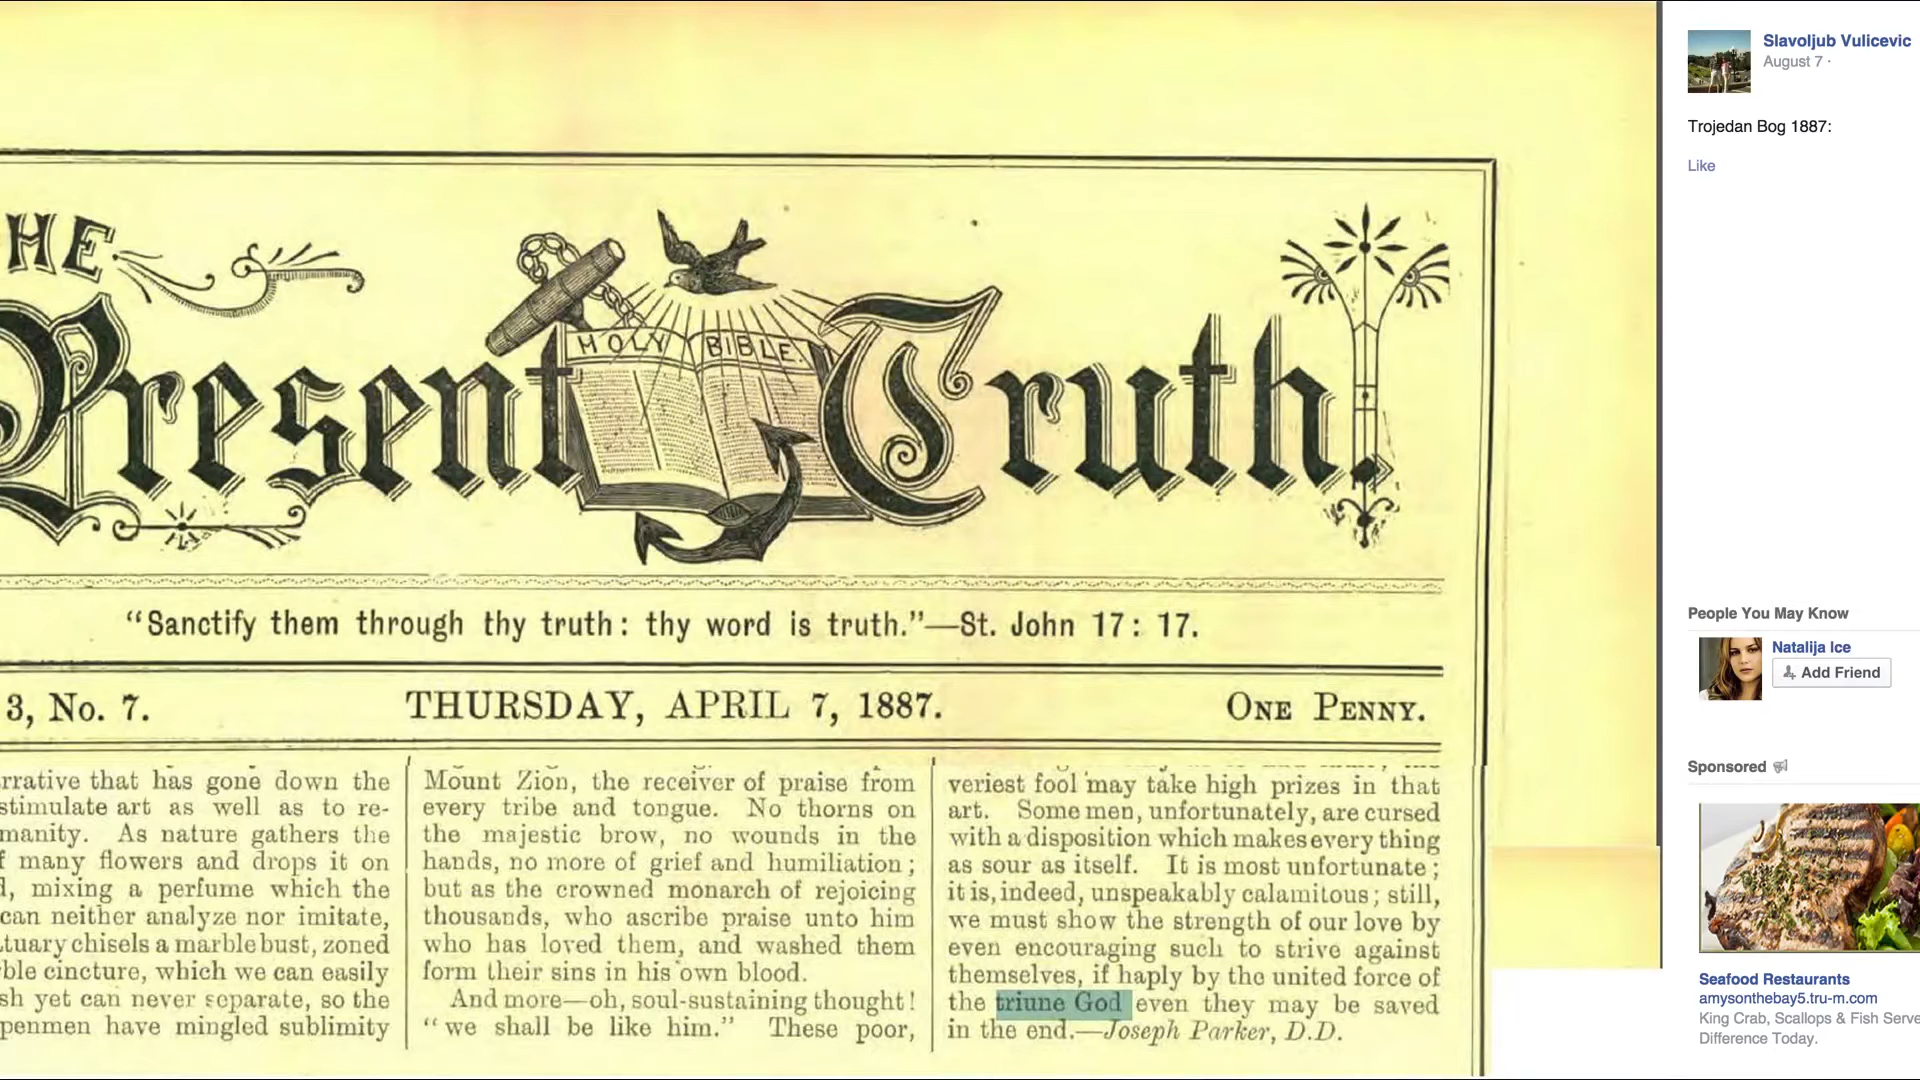 HE
Present Truth.
HOLY BIBLE.
"Sanctify them through thy truth: thy word is truth."—St. John 17: 17.
3, No. 7.
THURSDAY, APRIL 7, 1887.
ONE PENNY.
rrative that has gone down the
stimulate art as well as to re-
manity. As nature gathers the
f many flowers and drops it on
l, mixing a perfume which the
can neither analyze nor imitate,
tuary chisels a marble bust, zoned
ble cincture, which we can easily
sh yet can never separate, so the
penmen have mingled sublimity
Mount Zion, the receiver of praise from
every tribe and tongue. No thorns on
the majestic brow, no wounds in the
hands, no more of grief and humiliation;
but as the crowned monarch of rejoicing
thousands, who ascribe praise unto him
who has loved them, and washed them
form their sins in his own blood.
And more—oh, soul-sustaining thought!
"we shall be like him." These poor,
veriest fool may take high prizes in that
art. Some men, unfortunately, are cursed
with a disposition which makes every thing
as sour as itself. It is most unfortunate;
it is, indeed, unspeakably calamitous; still,
we must show the strength of our love by
even encouraging such to strive against
themselves, if haply by the united force of
the triune God even they may be saved
in the end.—Joseph Parker, D.D.
Slavoljub Vulicevic
August 7 ·
Trojedan Bog 1887:
Like
People You May Know
Natalija Ice
Add Friend
Sponsored
Seafood Restaurants
amysonthebay5.tru-m.com
King Crab, Scallops & Fish Serve
Difference Today.